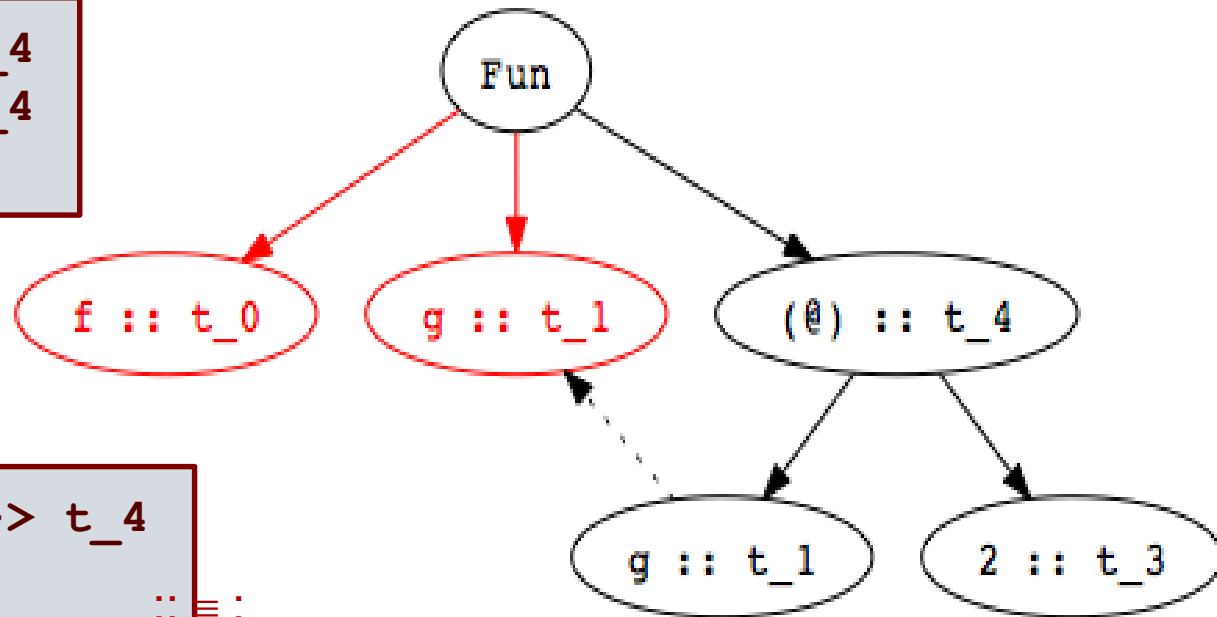 _4
_4
Fun
f :: t_0
g :: t_1
(@) :: t_4
-> t_4
g :: t_1
2 :: t_3
:: ≡ :